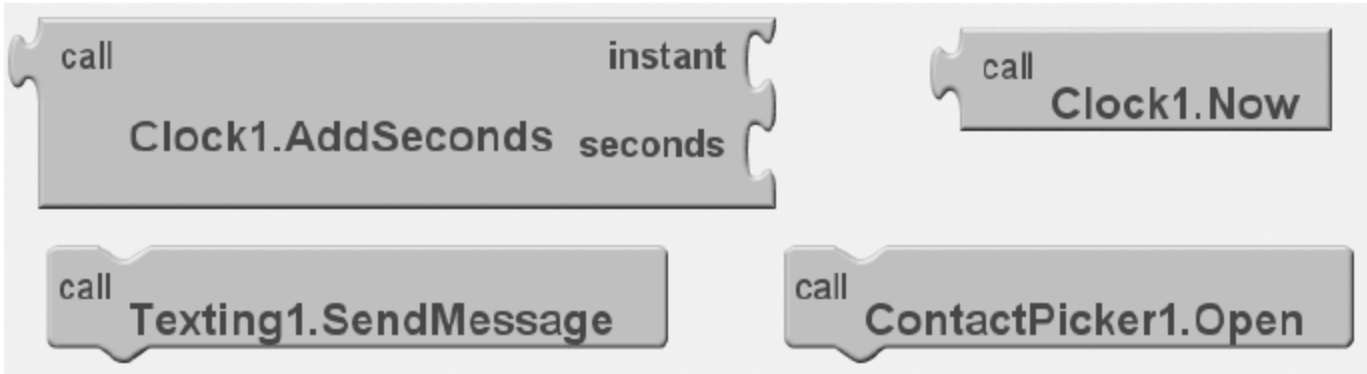 call instant
Clock1.AddSeconds seconds
call
Clock1.Now
call
Texting1.SendMessage
call
ContactPicker1.Open